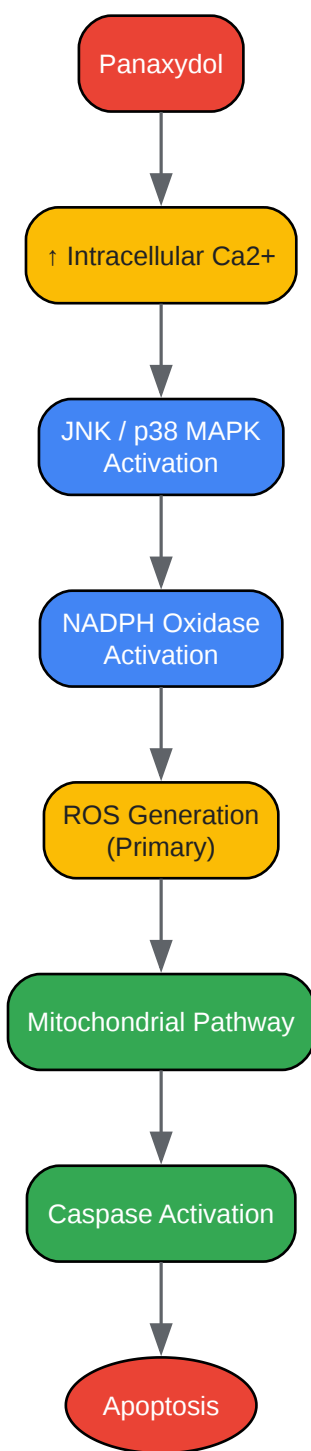 Panaxydol
↑ Intracellular Ca2+
JNK / p38 MAPK
Activation
NADPH Oxidase
Activation
ROS Generation
(Primary)
Mitochondrial Pathway
Caspase Activation
Apoptosis